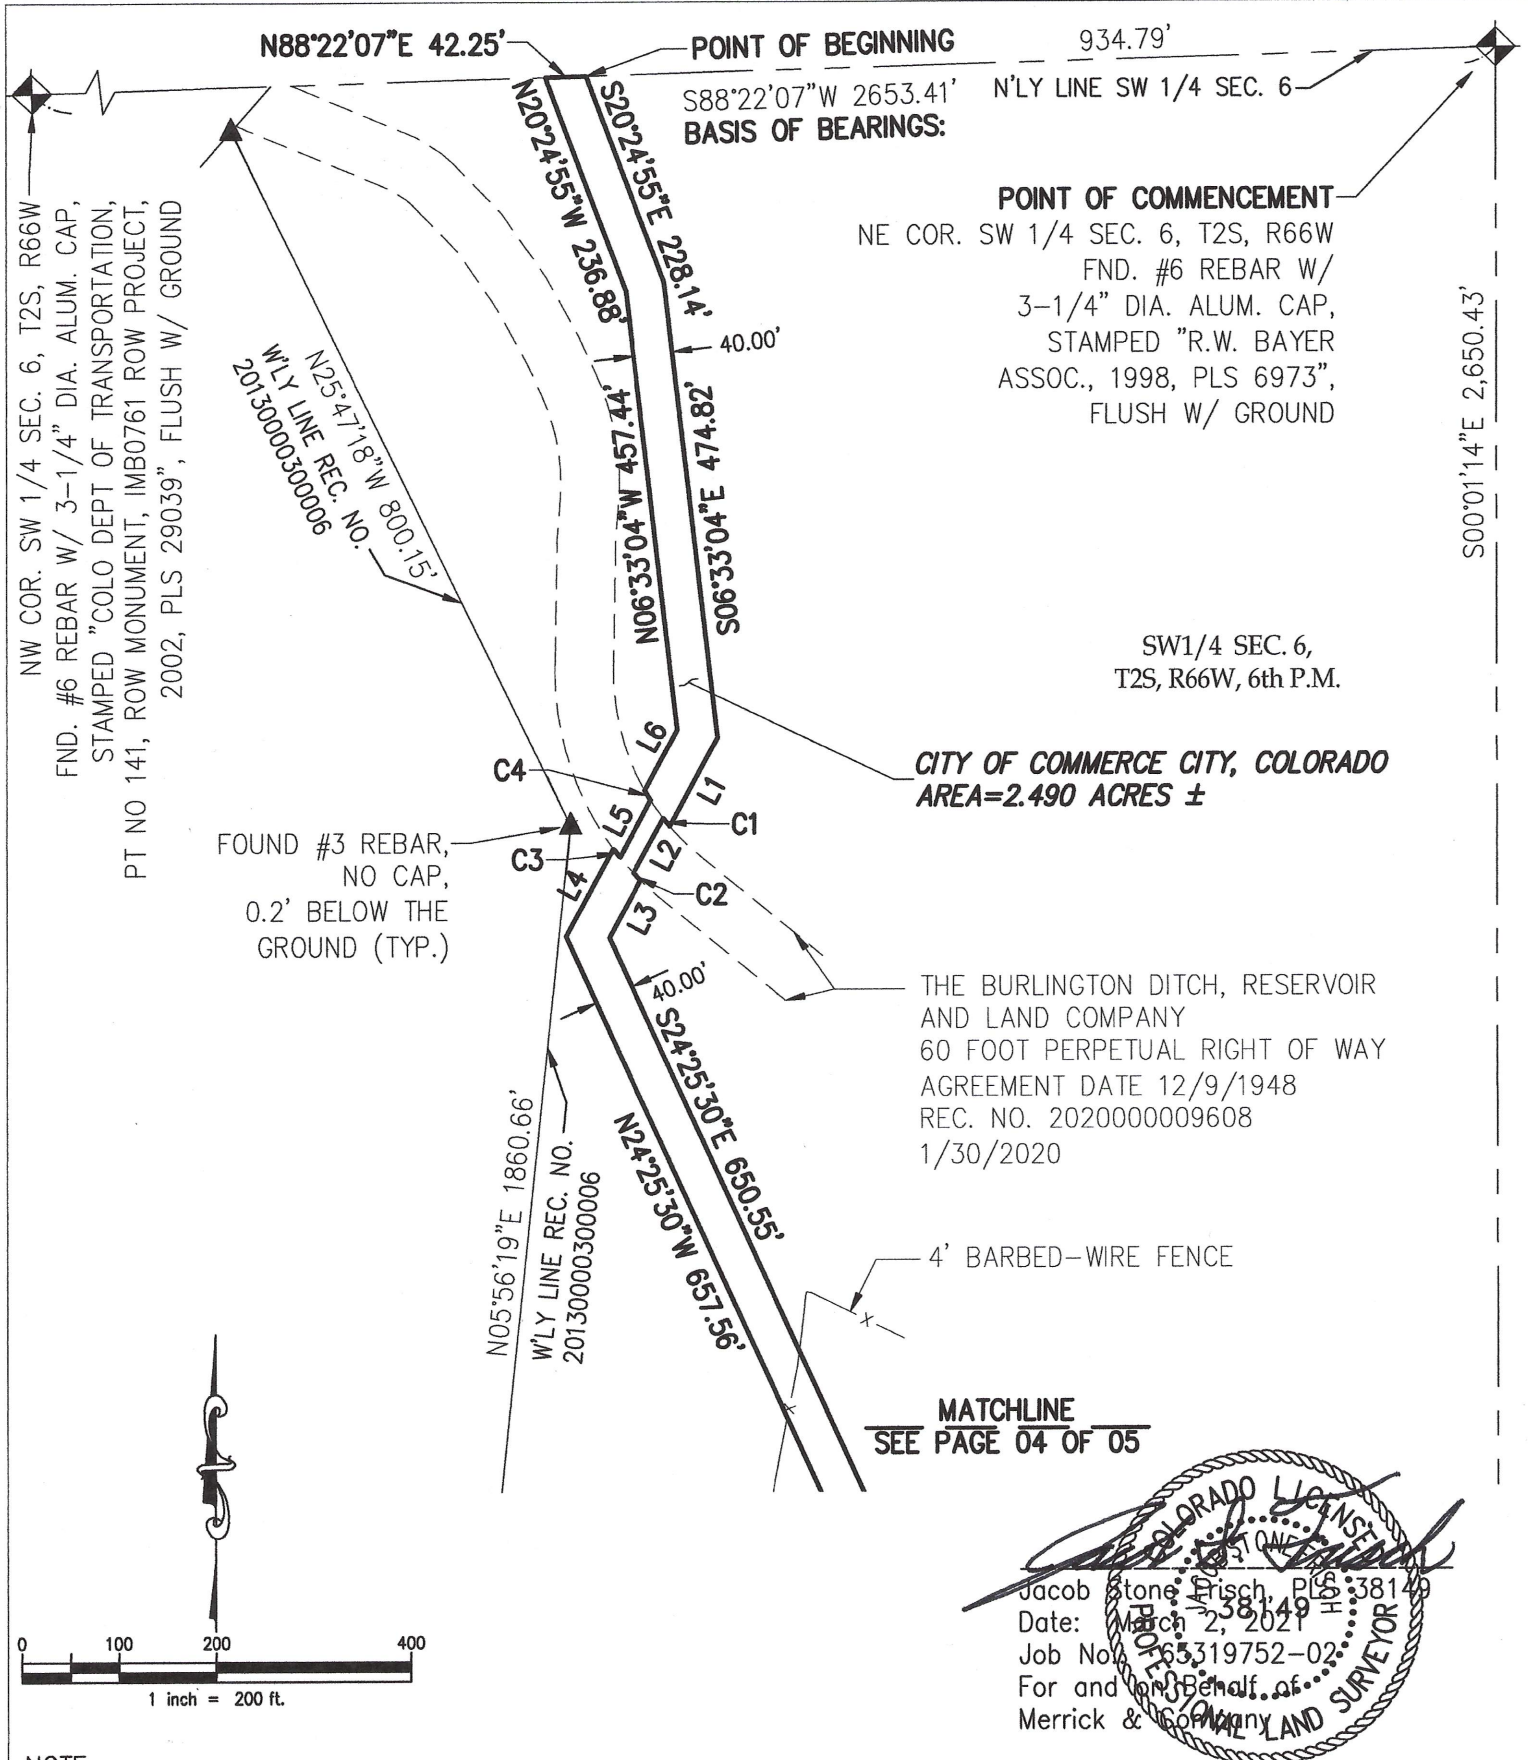 N88°22'07"E 42.25'
POINT OF BEGINNING
934.79'
S88°22'07"W 2653.41'
BASIS OF BEARINGS:
N'LY LINE SW 1/4 SEC. 6
POINT OF COMMENCEMENT
NE COR. SW 1/4 SEC. 6, T2S, R66W
FND. #6 REBAR W/
3-1/4" DIA. ALUM. CAP,
STAMPED "R.W. BAYER
ASSOC., 1998, PLS 6973",
FLUSH W/ GROUND
NW COR. SW 1/4 SEC. 6, T2S, R66W
FND. #6 REBAR W/ 3-1/4" DIA. ALUM. CAP,
STAMPED "COLO DEPT OF TRANSPORTATION,
PT NO 141, ROW MONUMENT, IMB0761 ROW PROJECT,
2002, PLS 29039", FLUSH W/ GROUND
N20°24'55"W 236.88'
S20°24'55"E 228.14'
40.00'
N25°47'18"W 800.15'
W'LY LINE REC. NO.
2013000300006
N06°33'04"W 457.44'
S06°33'04"E 474.82'
S00°01'14"E 2,650.43'
SW1/4 SEC. 6,
T2S, R66W, 6th P.M.
CITY OF COMMERCE CITY, COLORADO
AREA=2.490 ACRES ±
L6
C4
L1
L5
C1
C3
L2
L4
C2
L3
FOUND #3 REBAR,
NO CAP,
0.2' BELOW THE
GROUND (TYP.)
40.00'
THE BURLINGTON DITCH, RESERVOIR
AND LAND COMPANY
60 FOOT PERPETUAL RIGHT OF WAY
AGREEMENT DATE 12/9/1948
REC. NO. 2020000009608
1/30/2020
S24°25'30"E 650.55'
N24°25'30"W 657.56'
N05°56'19"E 1860.66'
W'LY LINE REC. NO.
2013000300006
4' BARBED-WIRE FENCE
x
x
MATCHLINE
SEE PAGE 04 OF 05
COLORADO LICENSED
PROFESSIONAL LAND SURVEYOR
JACOB STONE FRISCH
38149
Jacob Stone Frisch, PLS 38149
Date: March 2, 2021
Job No. 65319752-02
For and on Behalf of
Merrick & Company
0 100 200 400
1 inch = 200 ft.
NOTE